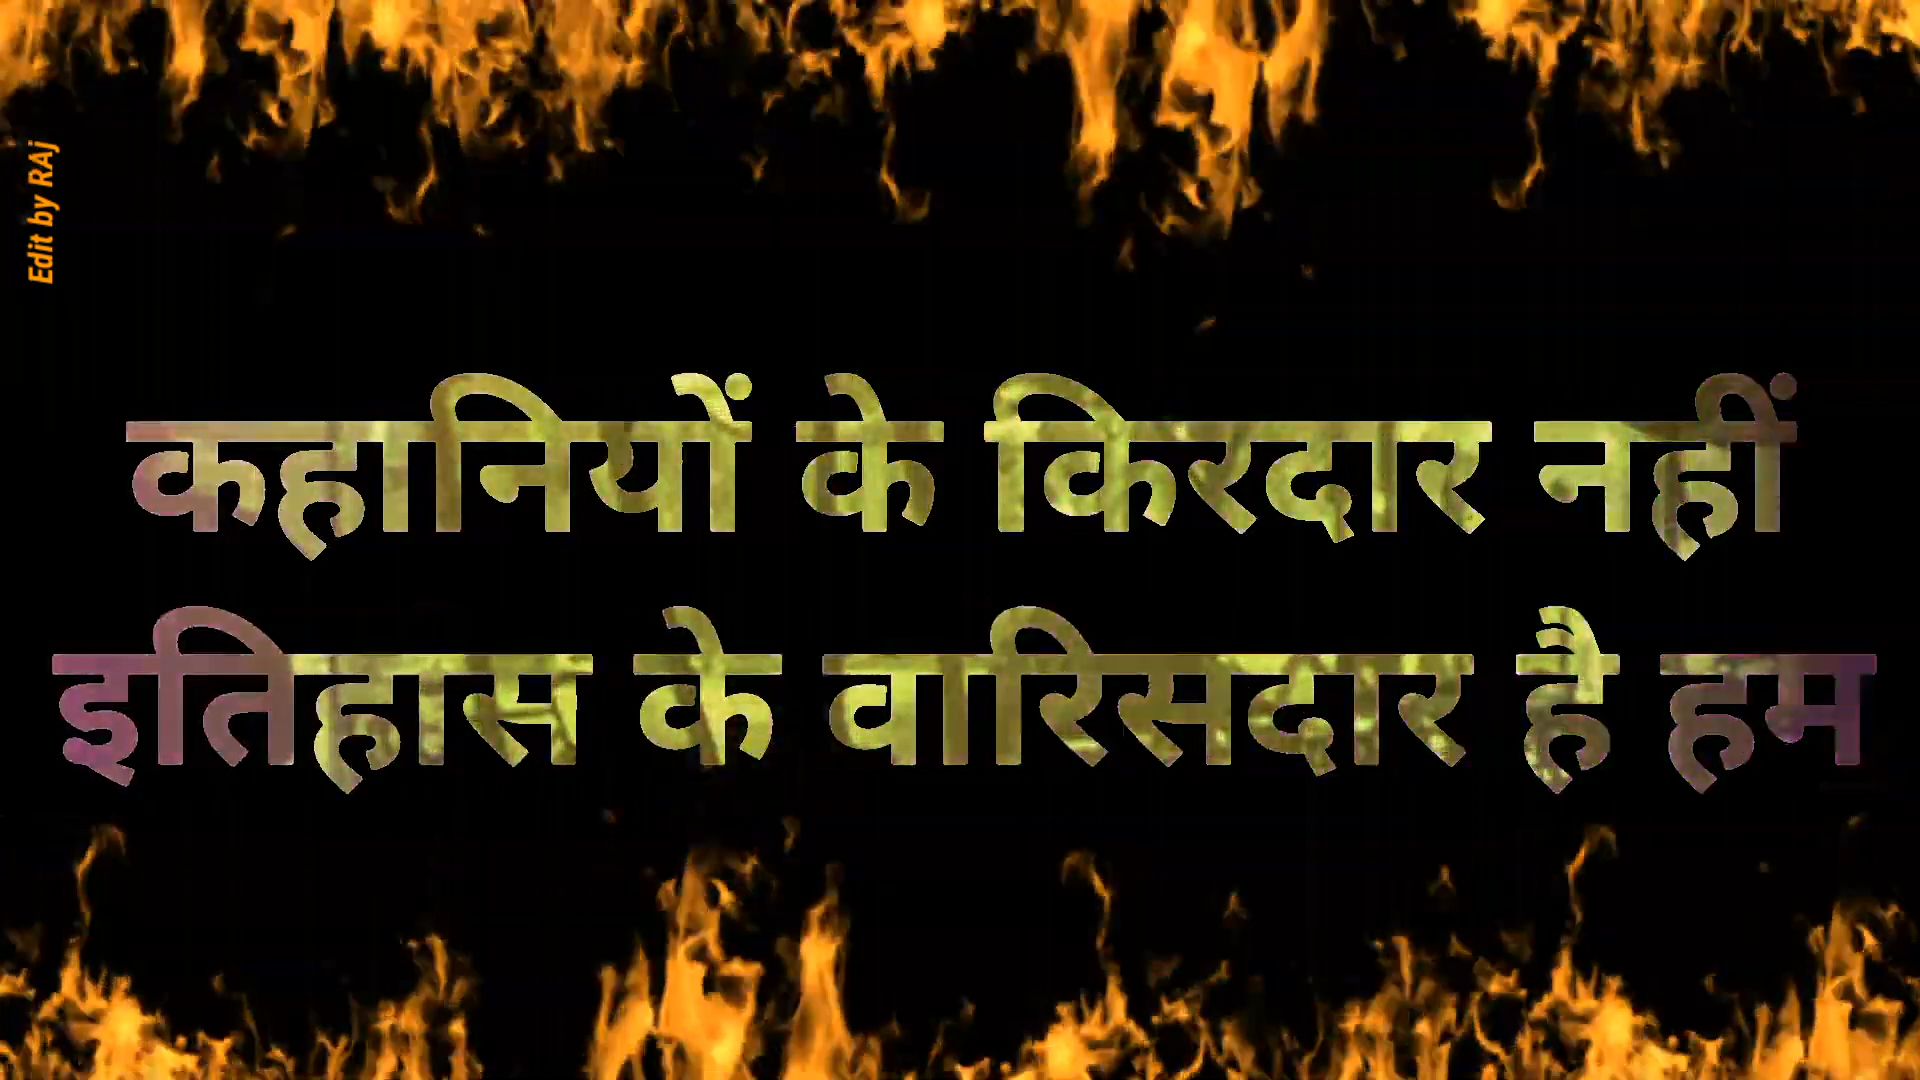 Edit by RAj
कहानियों के किरदार नहीं
इतिहास के वारिसदार है हम